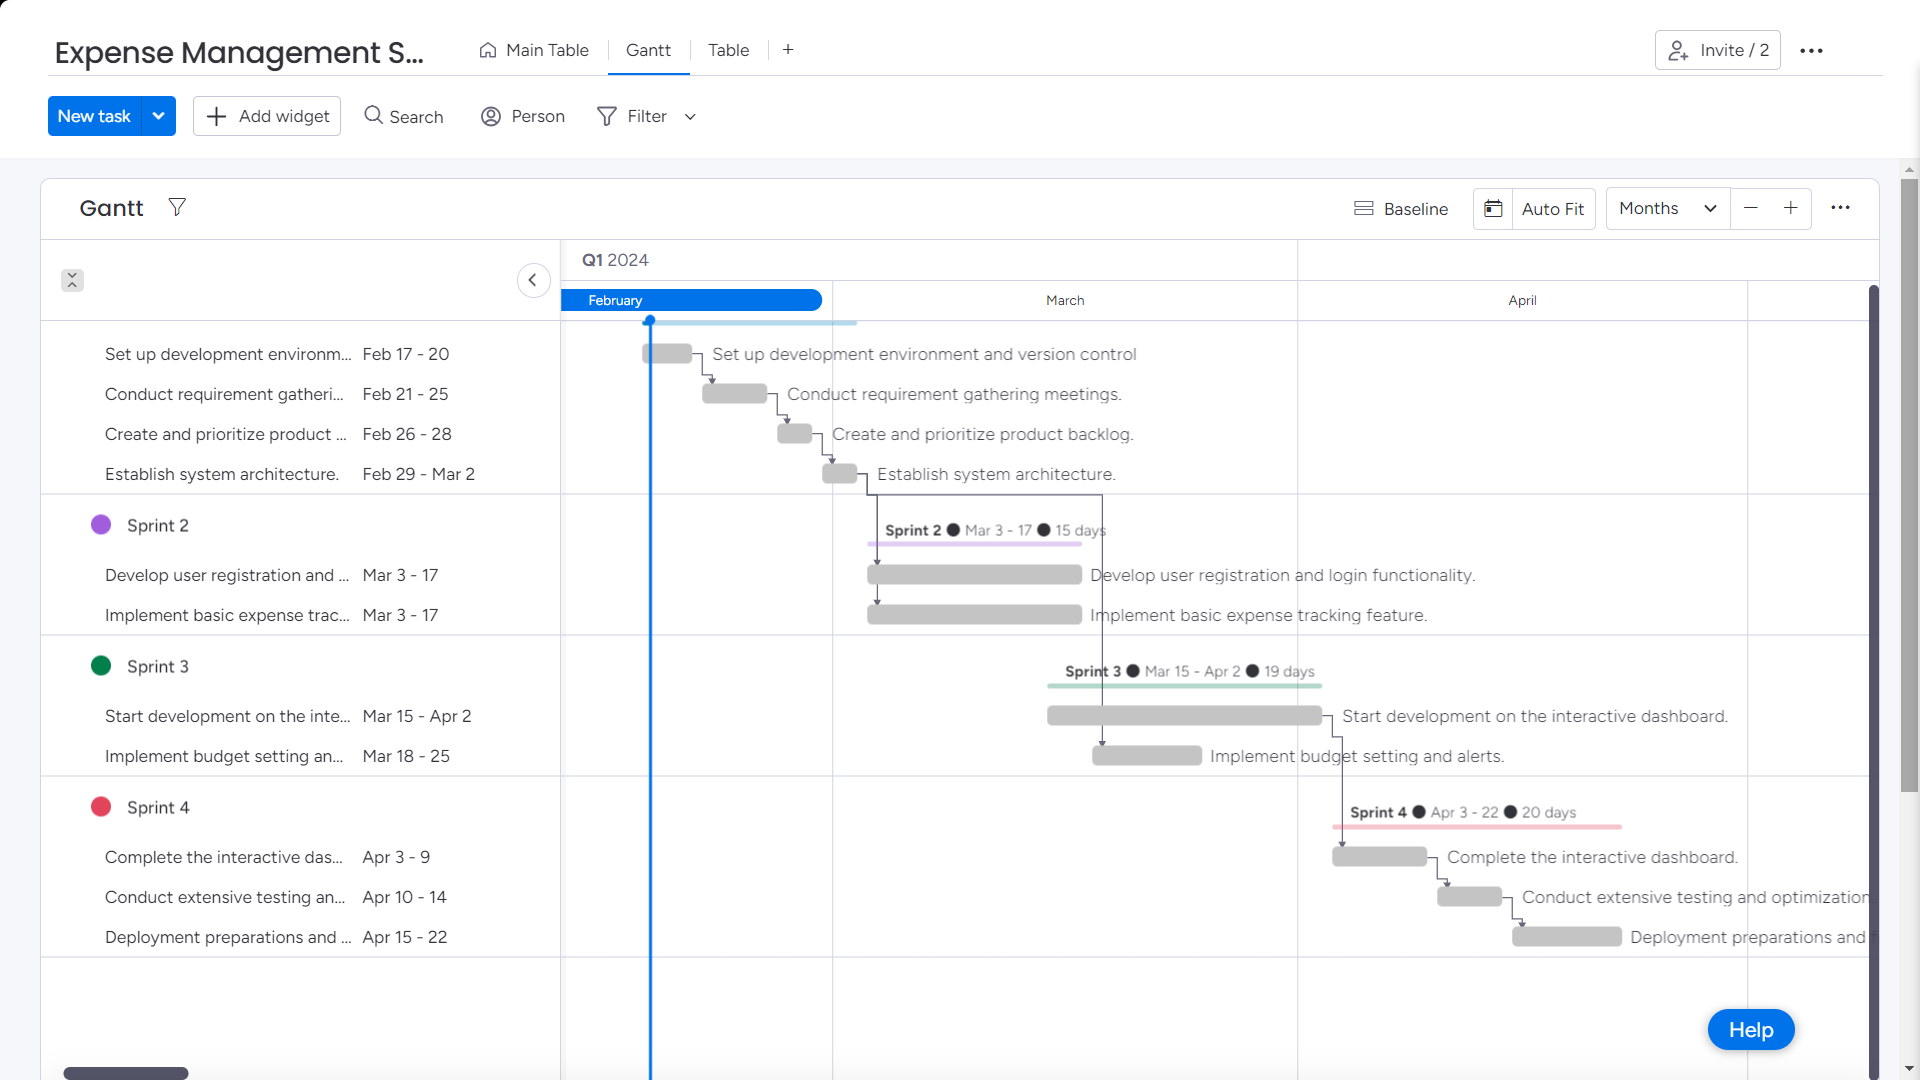 Expense Management S...
Main Table
Gantt
Table
+
Invite / 2
New task
Add widget
Search
Person
Filter
Gantt
Baseline
Auto Fit
Months
Q1 2024
February
March
April
Set up development environm... Feb 17 - 20
Set up development environment and version control
Conduct requirement gatheri... Feb 21 - 25
Conduct requirement gathering meetings.
Create and prioritize product ... Feb 26 - 28
Create and prioritize product backlog.
Establish system architecture. Feb 29 - Mar 2
Establish system architecture.
Sprint 2
Sprint 2 ● Mar 3 - 17 ● 15 days
Develop user registration and ... Mar 3 - 17
Develop user registration and login functionality.
Implement basic expense trac... Mar 3 - 17
Implement basic expense tracking feature.
Sprint 3
Sprint 3 ● Mar 15 - Apr 2 ● 19 days
Start development on the inte... Mar 15 - Apr 2
Start development on the interactive dashboard.
Implement budget setting an... Mar 18 - 25
Implement budget setting and alerts.
Sprint 4
Sprint 4 ● Apr 3 - 22 ● 20 days
Complete the interactive das... Apr 3 - 9
Complete the interactive dashboard.
Conduct extensive testing an... Apr 10 - 14
Conduct extensive testing and optimization
Deployment preparations and ... Apr 15 - 22
Deployment preparations and
Help